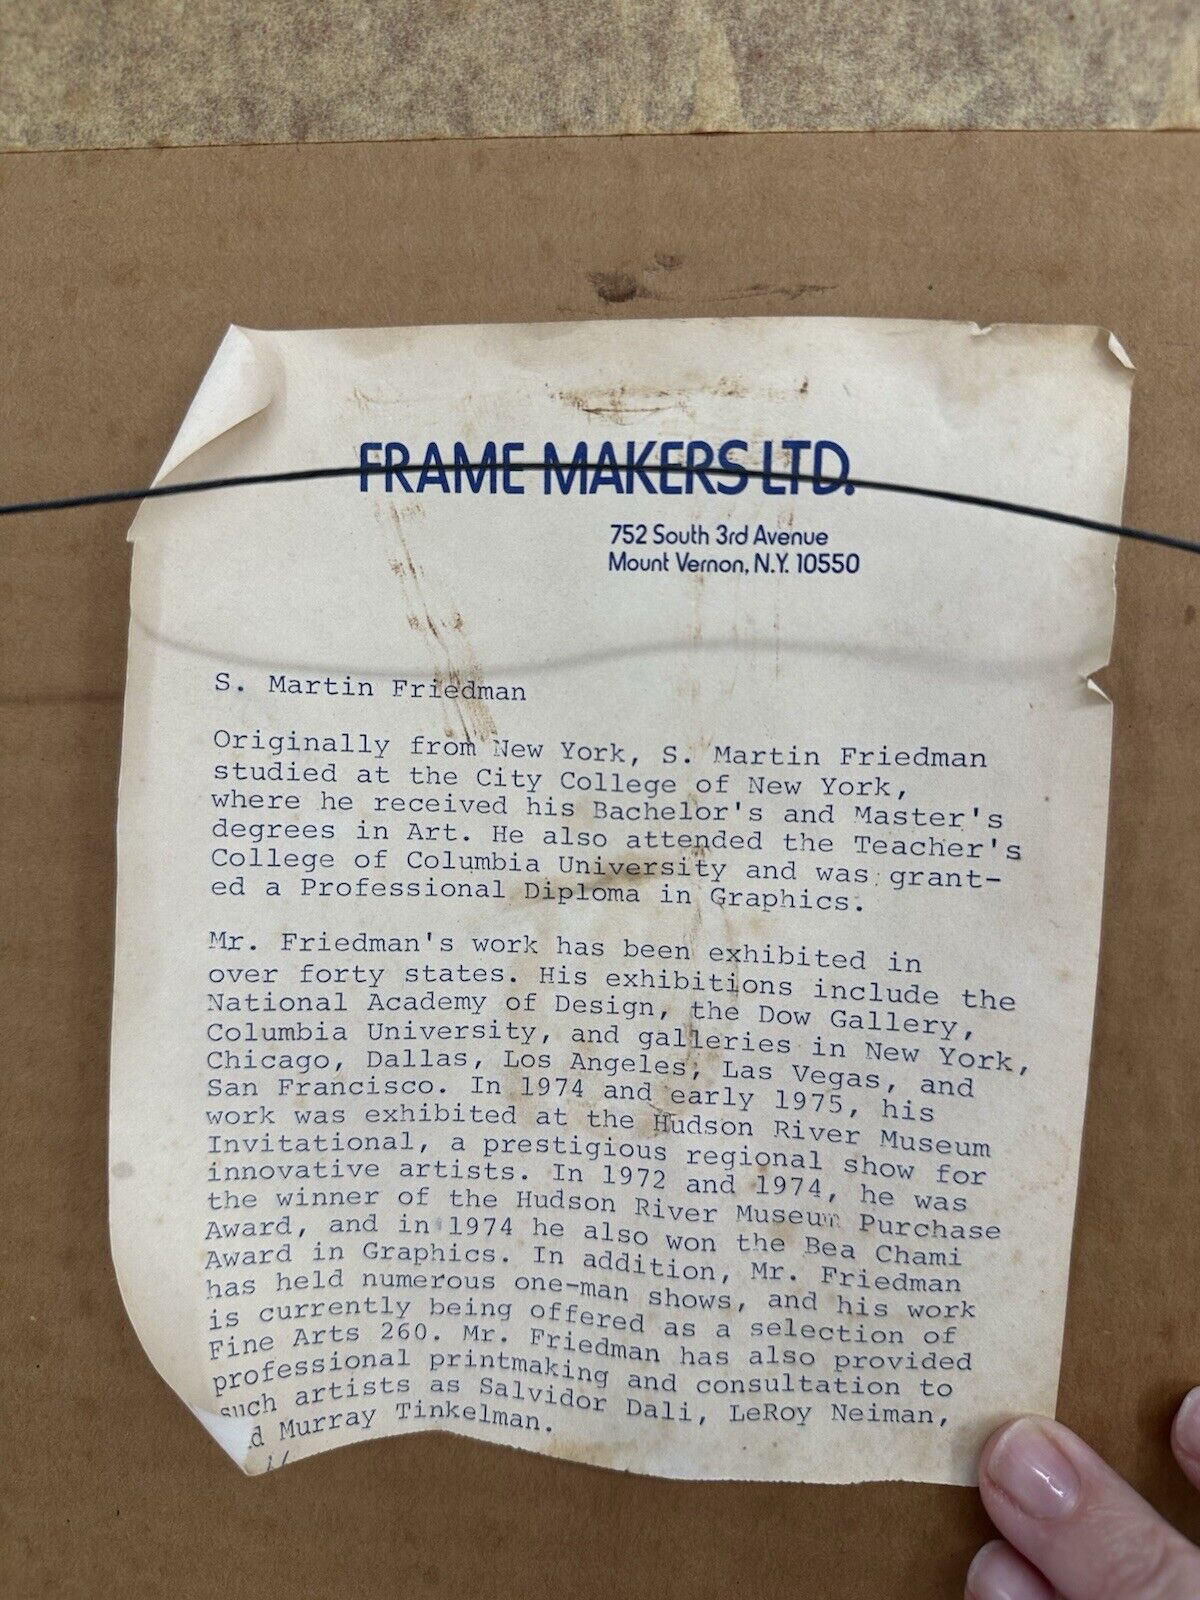 FRAME MAKERS LTD.
752 South 3rd Avenue
Mount Vernon, N.Y. 10550
S. Martin Friedman
Originally from New York, S. Martin Friedman
studied at the City College of New York,
where he received his Bachelor's and Master's
degrees in Art. He also attended the Teacher's
College of Columbia University and was grant-
ed a Professional Diploma in Graphics.
Mr. Friedman's work has been exhibited in
over forty states. His exhibitions include the
National Academy of Design, the Dow Gallery,
Columbia University, and galleries in New York,
Chicago, Dallas, Los Angeles, Las Vegas, and
San Francisco. In 1974 and early 1975, his
work was exhibited at the Hudson River Museum
Invitational, a prestigious regional show for
innovative artists. In 1972 and 1974, he was
the winner of the Hudson River Museum Purchase
Award, and in 1974 he also won the Bea Chami
Award in Graphics. In addition, Mr. Friedman
has held numerous one-man shows, and his work
is currently being offered as a selection of
Fine Arts 260. Mr. Friedman has also provided
professional printmaking and consultation to
such artists as Salvidor Dali, LeRoy Neiman,
d Murray Tinkelman.